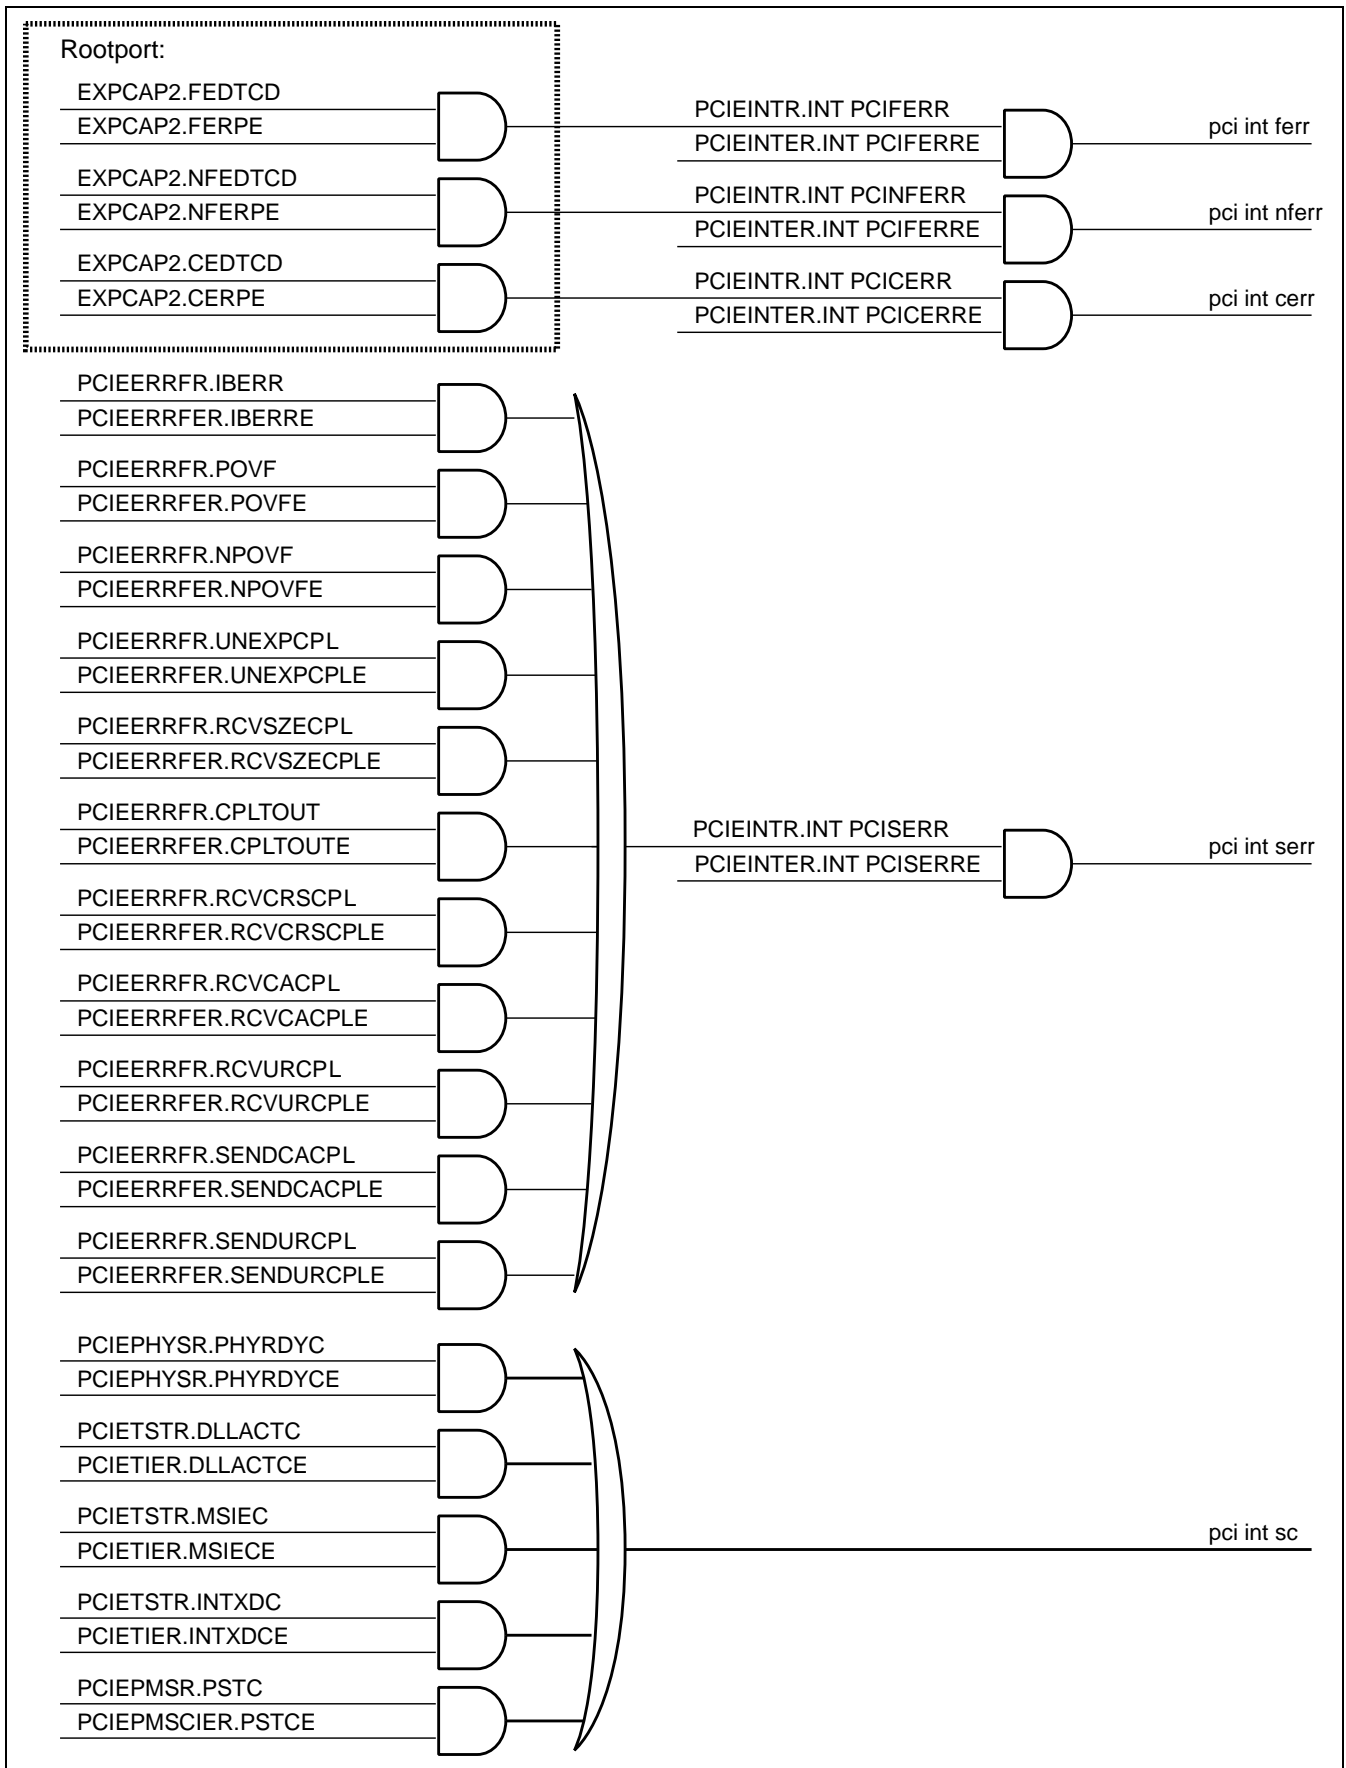 Rootport:
EXPCAP2.FEDTCD
EXPCAP2.FERPE
PCIEINTR.INT PCIFERR
PCIEINTER.INT PCIFERRE
pci int ferr
EXPCAP2.NFEDTCD
EXPCAP2.NFERPE
PCIEINTR.INT PCINFERR
PCIEINTER.INT PCIFERRE
pci int nferr
EXPCAP2.CEDTCD
EXPCAP2.CERPE
PCIEINTR.INT PCICERR
PCIEINTER.INT PCICERRE
pci int cerr
PCIEERRFR.IBERR
PCIEERRFER.IBERRE
PCIEERRFR.POVF
PCIEERRFER.POVFE
PCIEERRFR.NPOVF
PCIEERRFER.NPOVFE
PCIEERRFR.UNEXPCPL
PCIEERRFER.UNEXPCPLE
PCIEERRFR.RCVSZECPL
PCIEERRFER.RCVSZECPLE
PCIEERRFR.CPLTOUT
PCIEERRFER.CPLTOUTE
PCIEERRFR.RCVCRSCPL
PCIEERRFER.RCVCRSCPLE
PCIEERRFR.RCVCACPL
PCIEERRFER.RCVCACPLE
PCIEERRFR.RCVURCPL
PCIEERRFER.RCVURCPLE
PCIEERRFR.SENDCACPL
PCIEERRFER.SENDCACPLE
PCIEERRFR.SENDURCPL
PCIEERRFER.SENDURCPLE
PCIEINTR.INT PCISERR
PCIEINTER.INT PCISERRE
pci int serr
PCIEPHYSR.PHYRDYC
PCIEPHYSR.PHYRDYCE
PCIETSTR.DLLACTC
PCIETIER.DLLACTCE
PCIETSTR.MSIEC
PCIETIER.MSIECE
PCIETSTR.INTXDC
PCIETIER.INTXDCE
PCIEPMSR.PSTC
PCIEPMSCIER.PSTCE
pci int sc